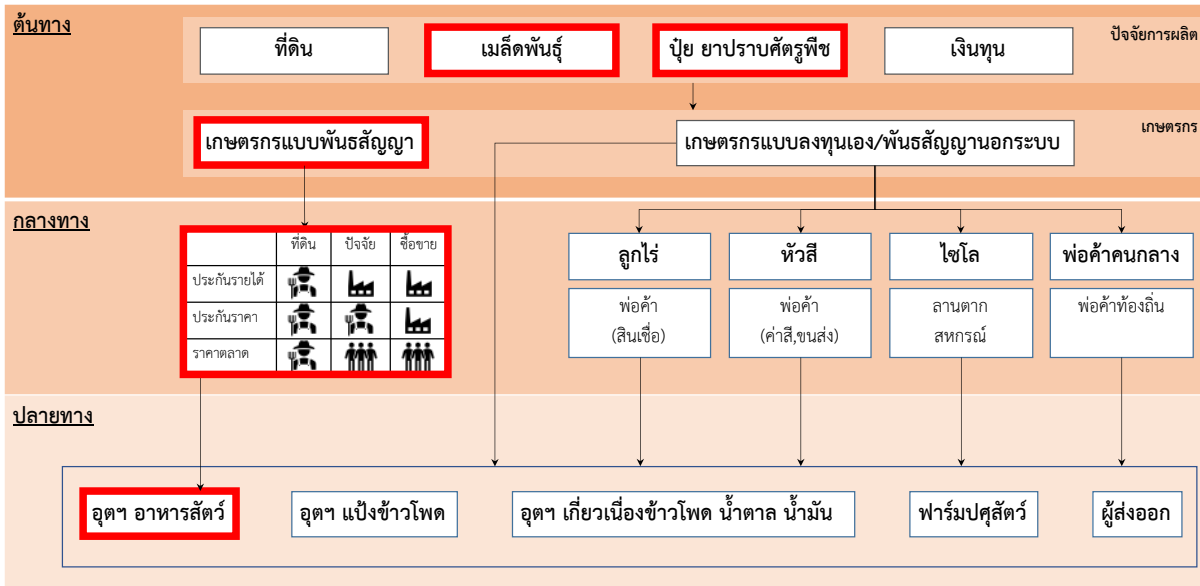 ต้นทาง
ปัจจัยการผลิต
ที่ดิน
เมล็ดพันธุ์
ปุ๋ย ยาปราบศัตรูพืช
เงินทุน
เกษตรกร
เกษตรกรแบบพันธสัญญา
เกษตรกรแบบลงทุนเอง/พันธสัญญานอกระบบ
กลางทาง
ที่ดิน ปัจจัย ซื้อขาย
ประกันรายได้
ประกันราคา
ราคาตลาด
ลูกไร่
พ่อค้า
(สินเชื่อ)
หัวสี
พ่อค้า
(ค่าสี,ขนส่ง)
ไซโล
ลานตาก
สหกรณ์
พ่อค้าคนกลาง
พ่อค้าท้องถิ่น
ปลายทาง
อุตฯ อาหารสัตว์
อุตฯ แป้งข้าวโพด
อุตฯ เกี่ยวเนื่องข้าวโพด น้ำตาล น้ำมัน
ฟาร์มปศุสัตว์
ผู้ส่งออก